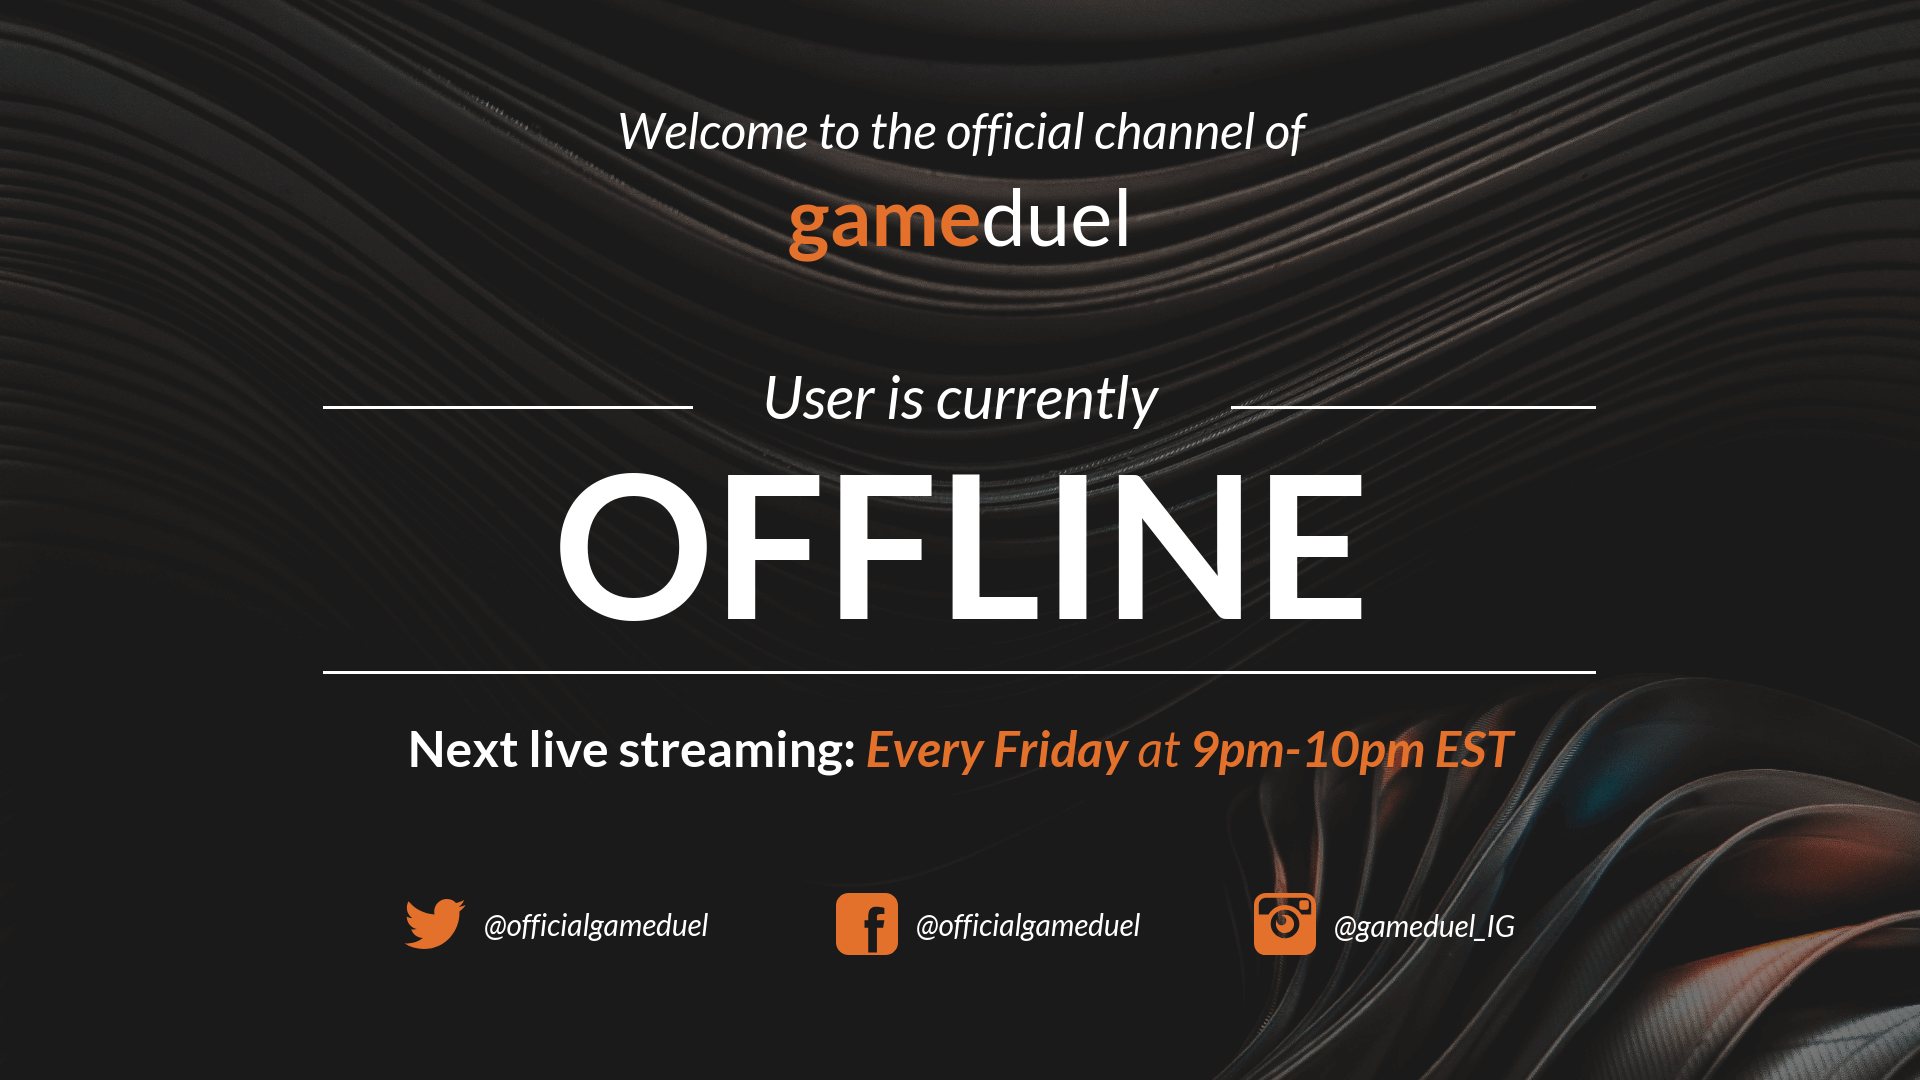 Welcome to the official channel of
gameduel
User is currently
OFFLINE
Next live streaming: Every Friday at 9pm-10pm EST
@officialgameduel
@officialgameduel
@gameduel_IG